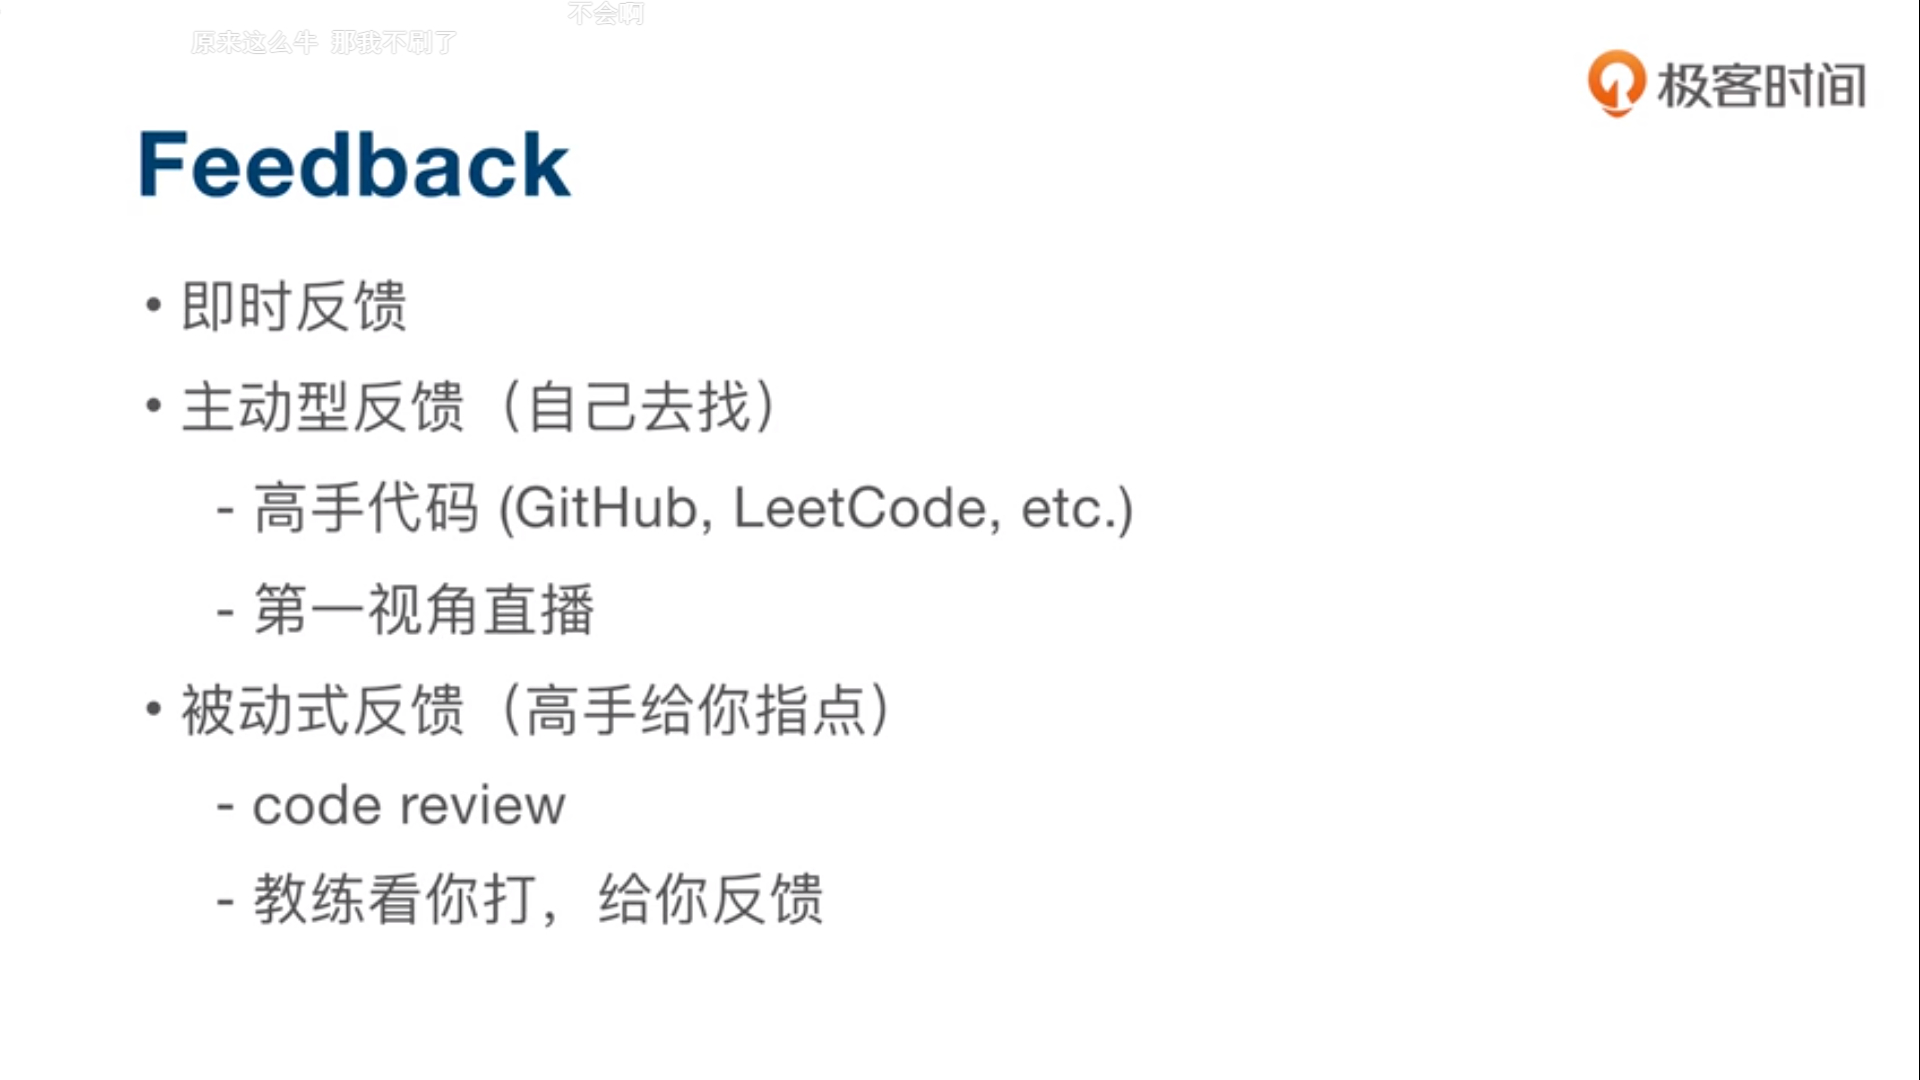 不会啊
原来这么牛 那我不刷了
极客时间
Feedback
• 即时反馈
• 主动型反馈（自己去找）
- 高手代码 (GitHub, LeetCode, etc.)
- 第一视角直播
• 被动式反馈（高手给你指点）
- code review
- 教练看你打，给你反馈